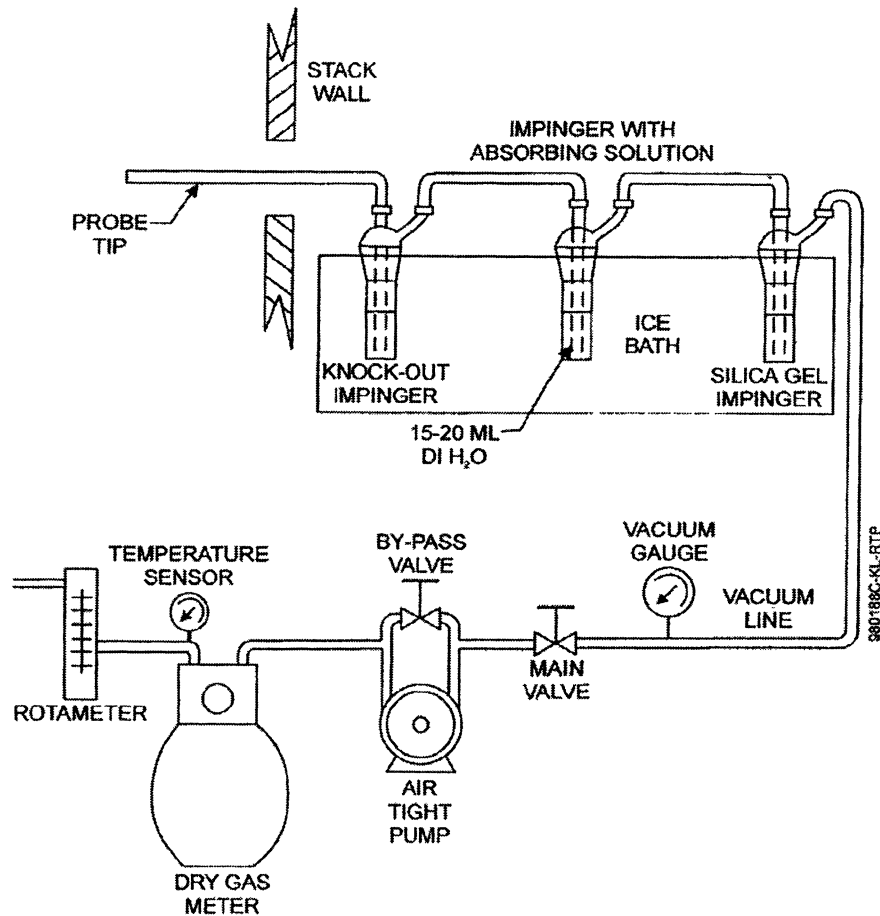 STACK
WALL
IMPINGER WITH
ABSORBING SOLUTION
PROBE
TIP
ICE
BATH
KNOCK-OUT
IMPINGER
SILICA GEL
IMPINGER
15-20 ML
DI H₂O
TEMPERATURE
SENSOR
BY-PASS
VALVE
VACUUM
GAUGE
VACUUM
LINE
MAIN
VALVE
ROTAMETER
AIR
TIGHT
PUMP
DRY GAS
METER
980188C-KL-RTP